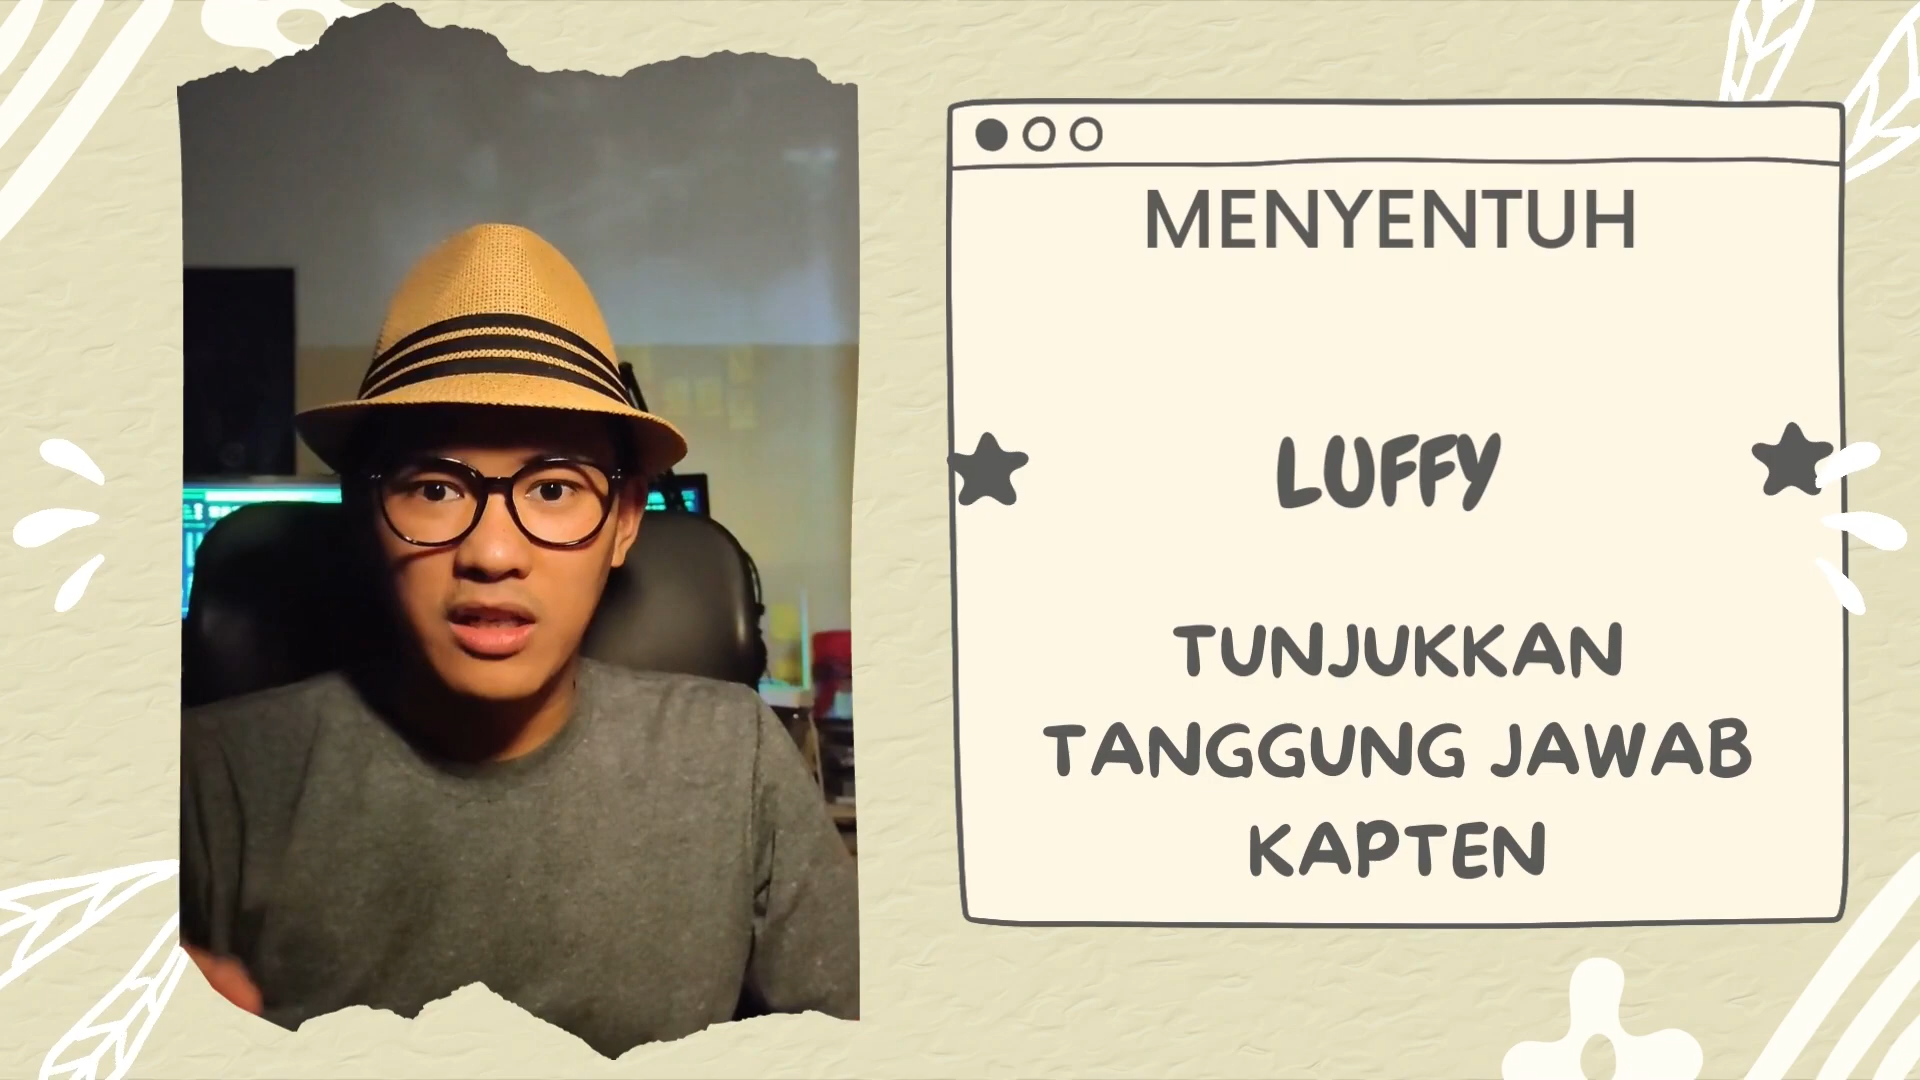 MENYENTUH
LUFFY
TUNJUKKAN
TANGGUNG JAWAB
KAPTEN